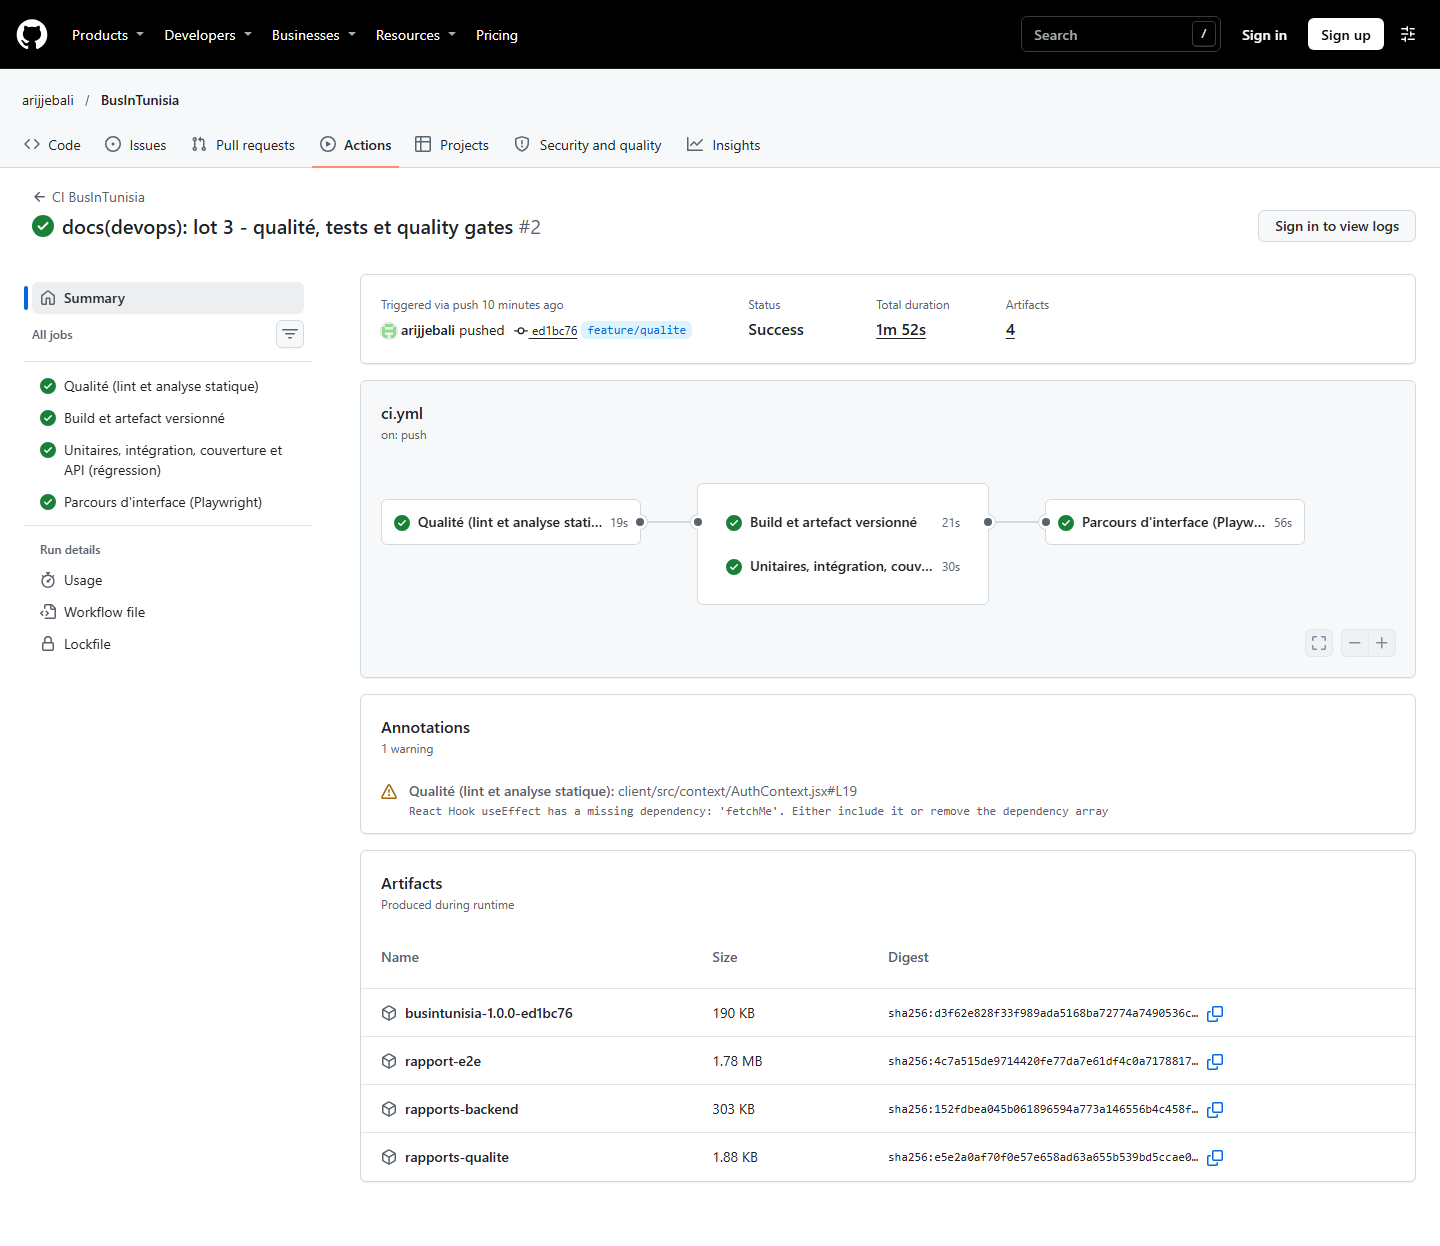 Products
Developers
Businesses
Resources
Pricing
Search
/
Sign in
Sign up
arijjebali / BusInTunisia
Code
Issues
Pull requests
Actions
Projects
Security and quality
Insights
CI BusInTunisia
docs(devops): lot 3 - qualité, tests et quality gates #2
Sign in to view logs
Summary
All jobs
Qualité (lint et analyse statique)
Build et artefact versionné
Unitaires, intégration, couverture et
API (régression)
Parcours d'interface (Playwright)
Run details
Usage
Workflow file
Lockfile
Triggered via push 10 minutes ago
arijjebali pushed ed1bc76 feature/qualite
Status
Success
Total duration
1m 52s
Artifacts
4
ci.yml
on: push
Qualité (lint et analyse stati... 19s
Build et artefact versionné 21s
Unitaires, intégration, couv... 30s
Parcours d'interface (Playw... 56s
Annotations
1 warning
Qualité (lint et analyse statique): client/src/context/AuthContext.jsx#L19
React Hook useEffect has a missing dependency: 'fetchMe'. Either include it or remove the dependency array
Artifacts
Produced during runtime
Name Size Digest
busintunisia-1.0.0-ed1bc76 190 KB sha256:d3f62e828f33f989ada5168ba72774a7490536c…
rapport-e2e 1.78 MB sha256:4c7a515de9714420fe77da7e61df4c0a7178817…
rapports-backend 303 KB sha256:152fdbea045b061896594a773a146556b4c458f…
rapports-qualite 1.88 KB sha256:e5e2a0af70f0e57e658ad63a655b539bd5ccae0…